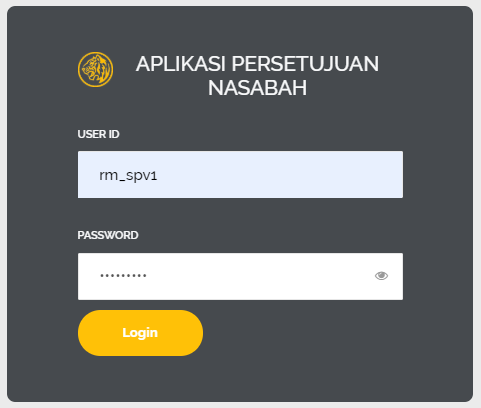 APLIKASI PERSETUJUAN
NASABAH
USER ID
rm_spv1
PASSWORD
•••••••••
Login